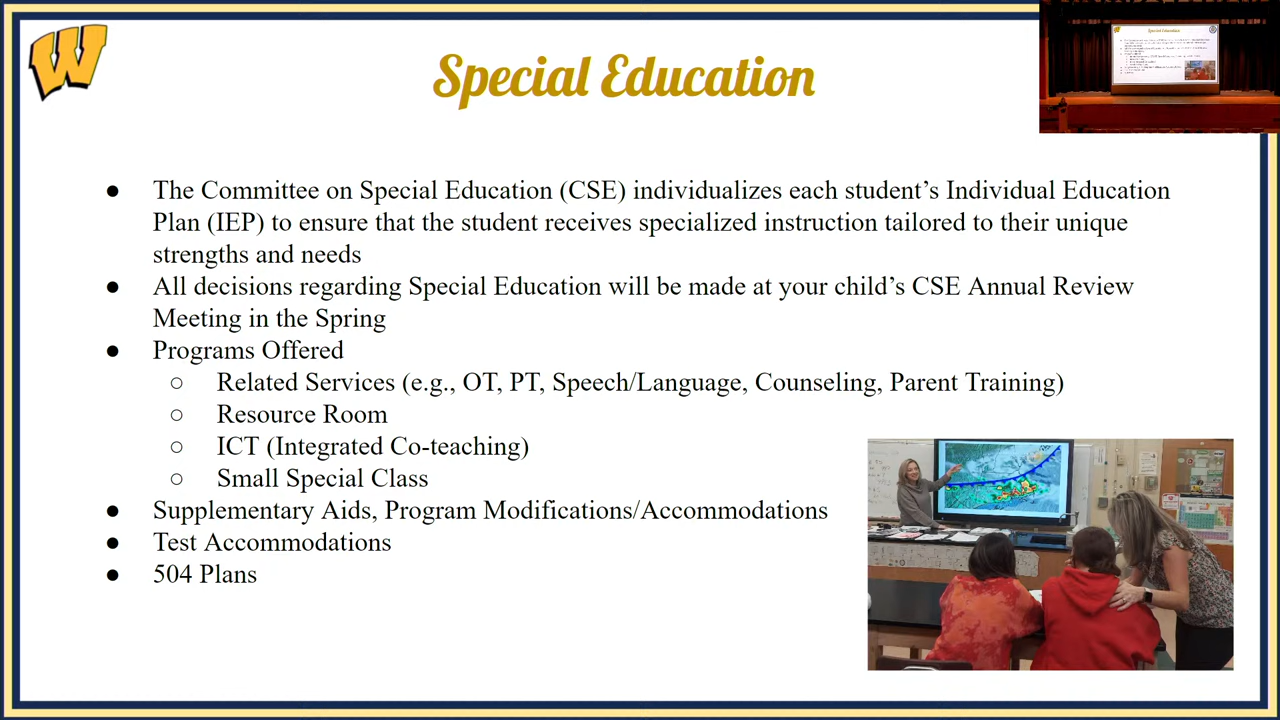 W
Special Education
Special Education
● The Committee on Special Education (CSE) individualizes each student’s Individual Education
Plan (IEP) to ensure that the student receives specialized instruction tailored to their unique
strengths and needs
● All decisions regarding Special Education will be made at your child’s CSE Annual Review
Meeting in the Spring
● Programs Offered
○ Related Services (e.g., OT, PT, Speech/Language, Counseling, Parent Training)
○ Resource Room
○ ICT (Integrated Co-teaching)
○ Small Special Class
● Supplementary Aids, Program Modifications/Accommodations
● Test Accommodations
● 504 Plans